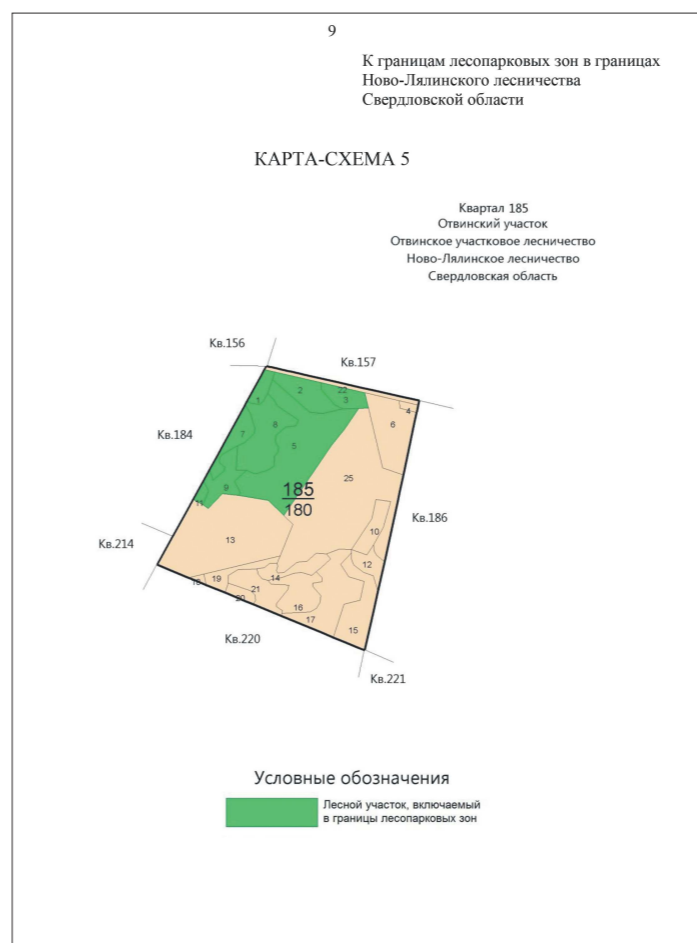 9
К границам лесопарковых зон в границах
Ново-Лялинского лесничества
Свердловской области
КАРТА-СХЕМА 5
Квартал 185
Отвинский участок
Отвинское участковое лесничество
Ново-Лялинское лесничество
Свердловская область
Кв.156
Кв.157
2
22
1
3
4
8
6
Кв.184
7
5
25
185
180
9
11
Кв.186
10
Кв.214
13
12
18
19
14
21
20
16
17
15
Кв.220
Кв.221
Условные обозначения
Лесной участок, включаемый
в границы лесопарковых зон